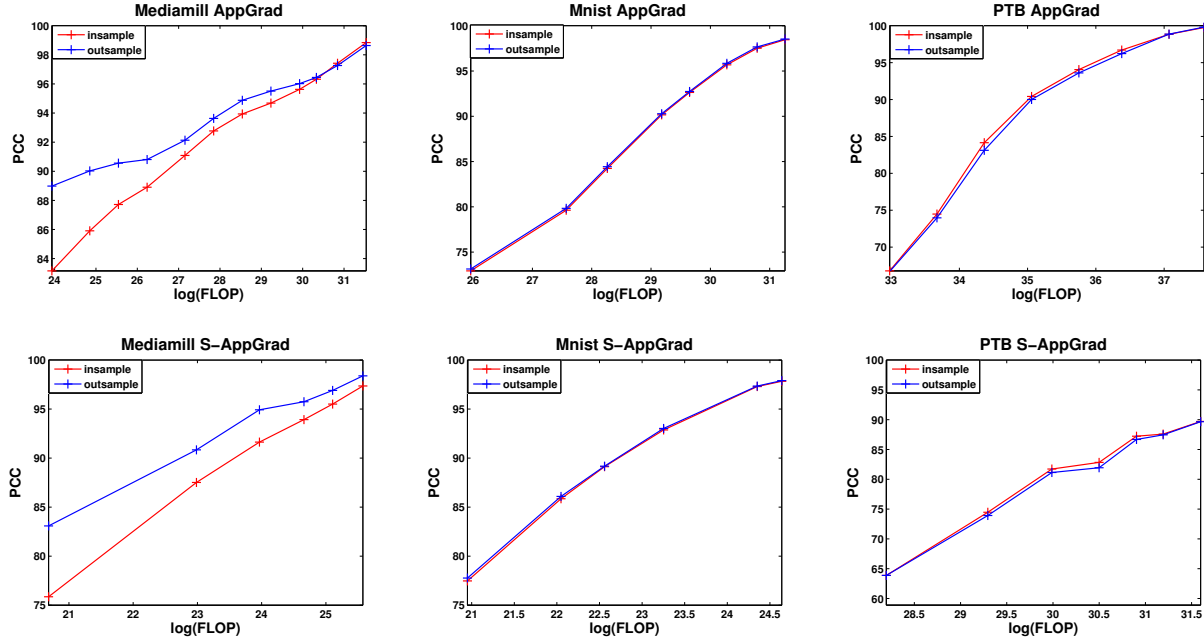 Mediamill AppGrad
100
98
96
94
92
90
88
86
84
PCC
insample
outsample
24 25 26 27 28 29 30 31
log(FLOP)
Mnist AppGrad
100
95
90
85
80
75
PCC
insample
outsample
26 27 28 29 30 31
log(FLOP)
PTB AppGrad
100
95
90
85
80
75
70
PCC
insample
outsample
33 34 35 36 37
log(FLOP)
Mediamill S-AppGrad
100
95
90
85
80
75
PCC
insample
outsample
21 22 23 24 25
log(FLOP)
Mnist S-AppGrad
100
95
90
85
80
75
PCC
insample
outsample
21 21.5 22 22.5 23 23.5 24 24.5
log(FLOP)
PTB S-AppGrad
100
95
90
85
80
75
70
65
60
PCC
insample
outsample
28.5 29 29.5 30 30.5 31 31.5
log(FLOP)